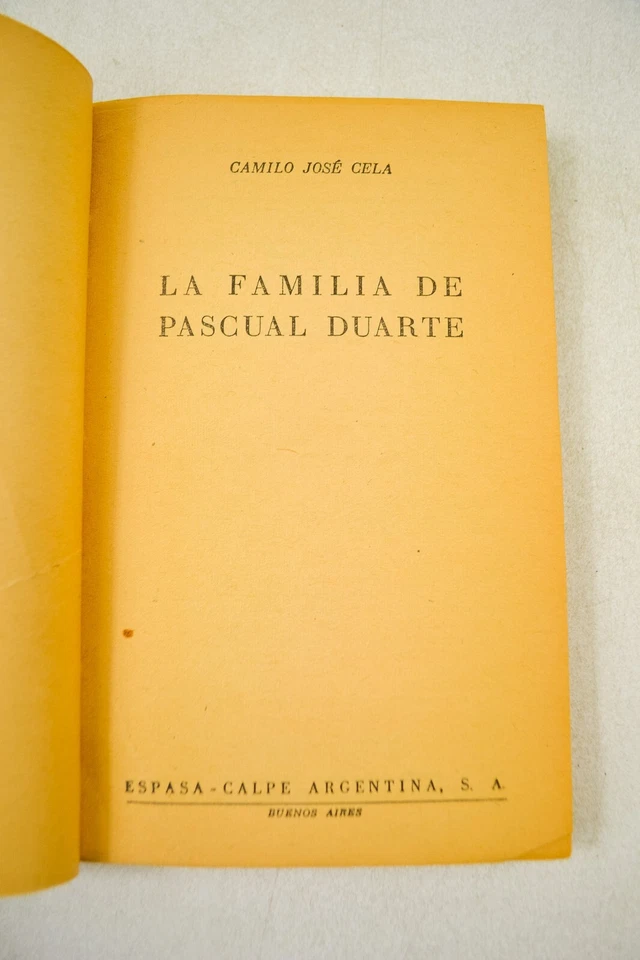 CAMILO JOSÉ CELA
LA FAMILIA DE
PASCUAL DUARTE
ESPASA-CALPE ARGENTINA, S. A.
BUENOS AIRES